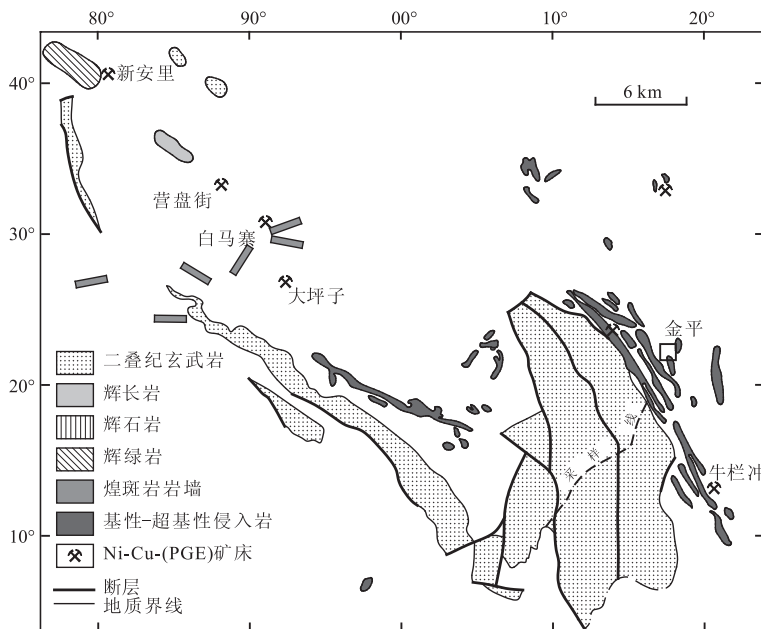 80°
90°
00°
10°
20°
40°
30°
20°
10°
6 km
新安里
营盘街
白马寨
大坪子
金平
牛栏冲
采样线
二叠纪玄武岩
辉长岩
辉石岩
辉绿岩
煌斑岩岩墙
基性-超基性侵入岩
Ni-Cu-(PGE)矿床
断层
地质界线